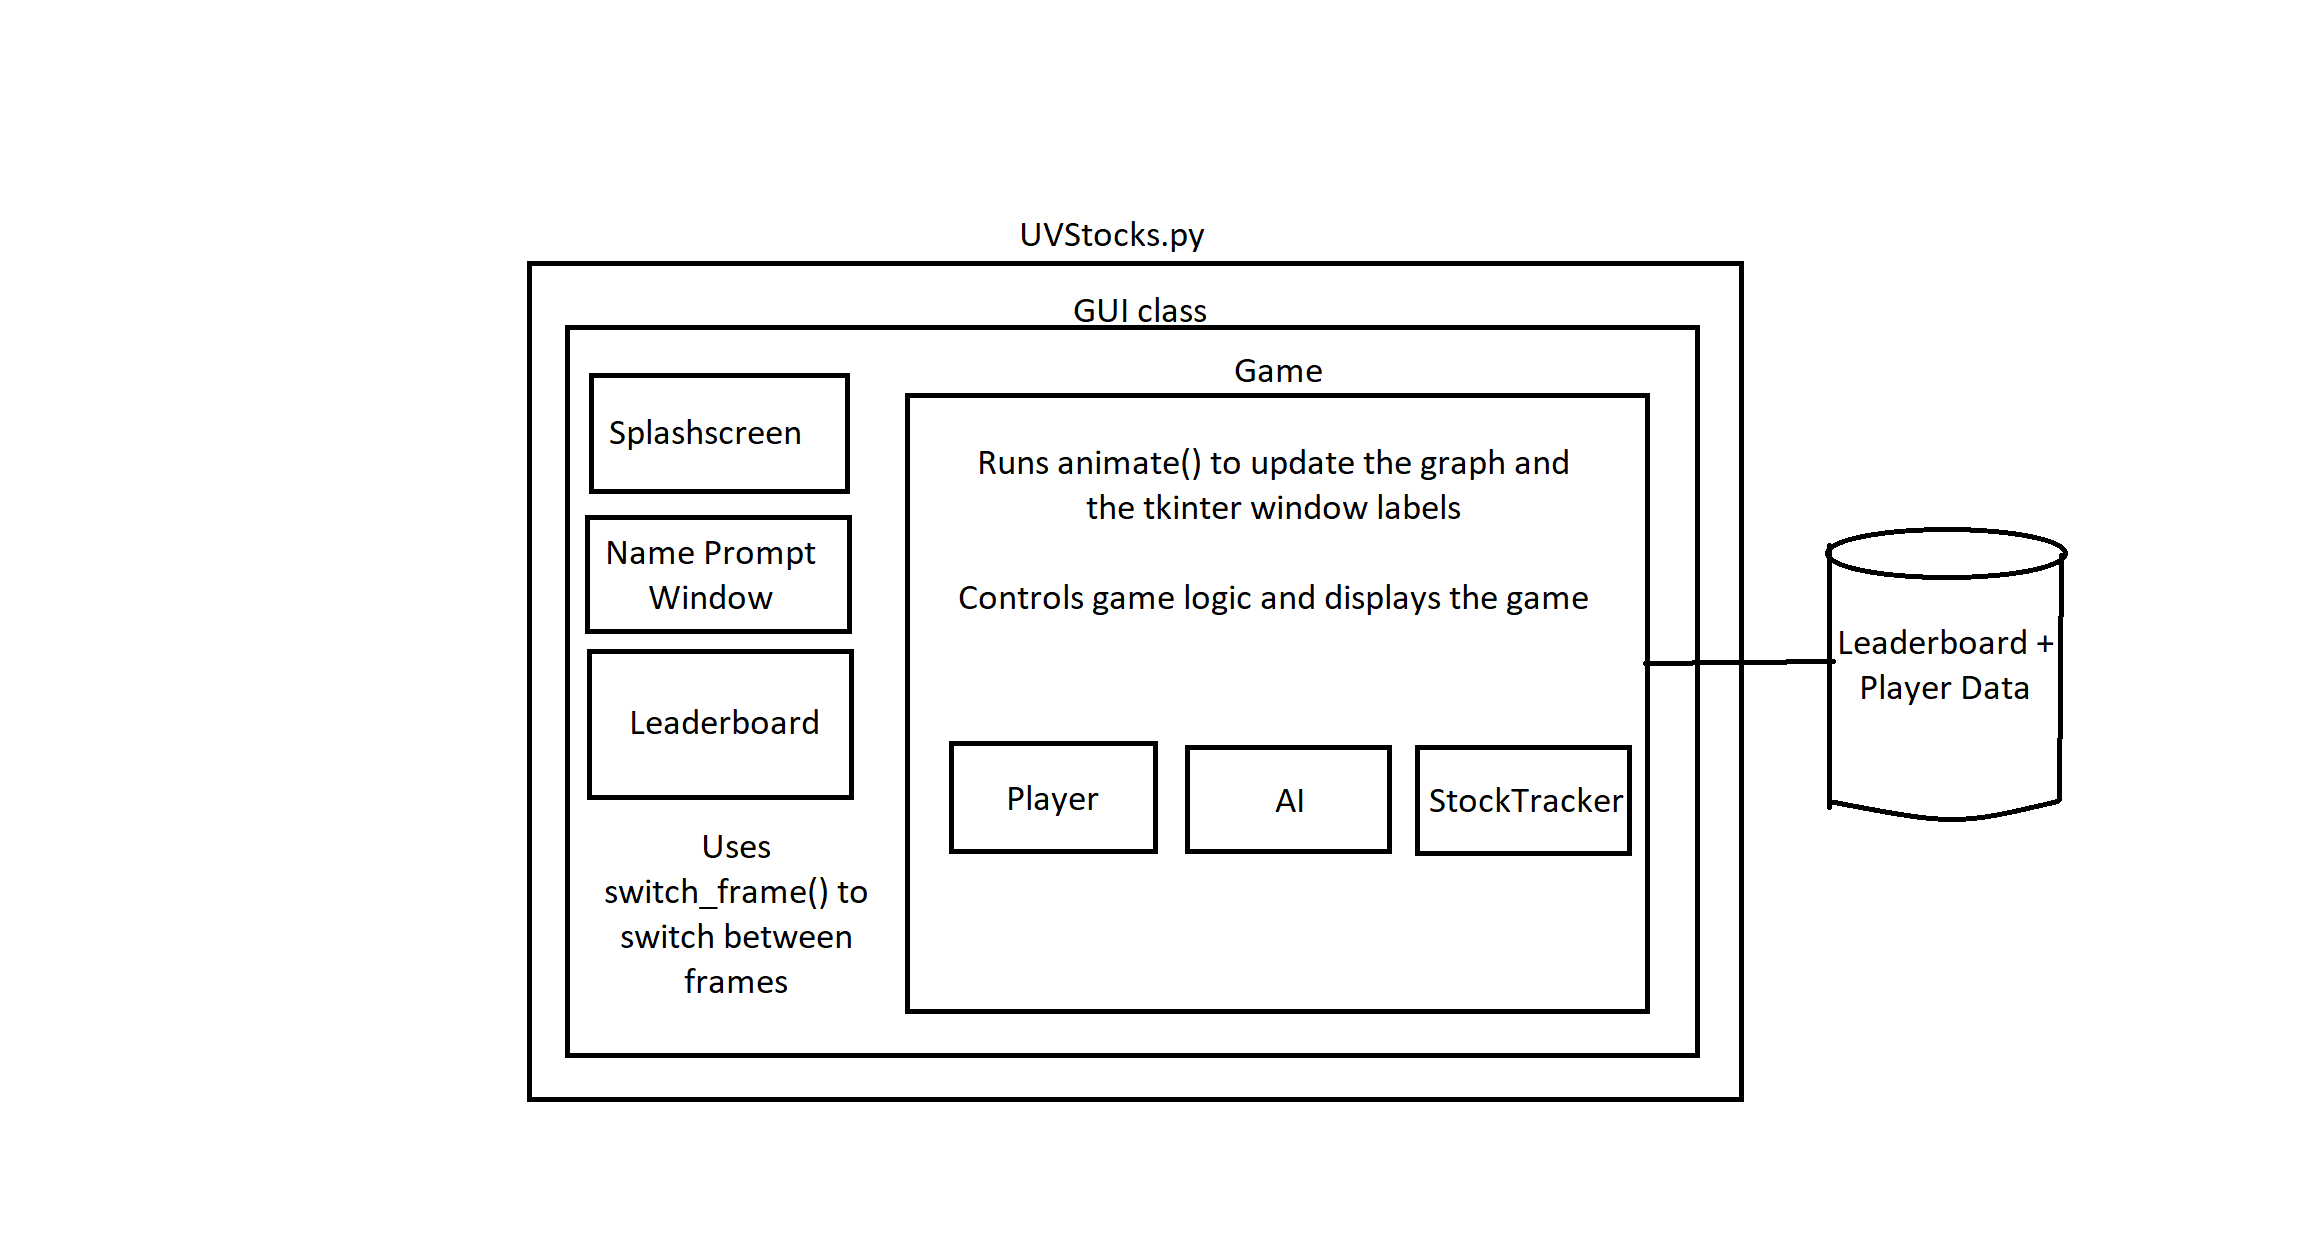 UVStocks.py
GUI class
Game
Splashscreen
Name Prompt
Window
Leaderboard
Uses
switch_frame() to
switch between
frames
Runs animate() to update the graph and
the tkinter window labels
Controls game logic and displays the game
Player
AI
StockTracker
Leaderboard +
Player Data